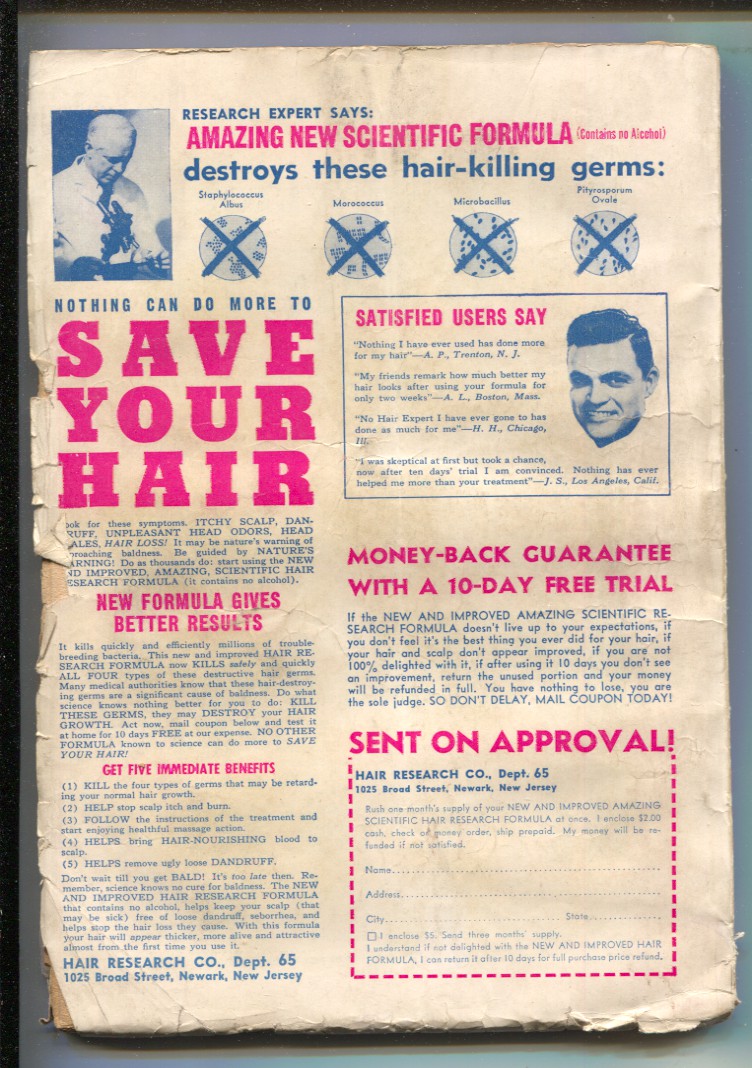 RESEARCH EXPERT SAYS:
AMAZING NEW SCIENTIFIC FORMULA (Contains no Alcohol)
destroys these hair-killing germs:
Staphylococcus
Albus
Morococcus
Microbacillus
Pityrosporum
Ovale
NOTHING CAN DO MORE TO
SAVE
YOUR
HAIR
ook for these symptoms. ITCHY SCALP, DAN-
RUFF, UNPLEASANT HEAD ODORS, HEAD
ALES, HAIR LOSS! It may be nature's warning of
proaching baldness. Be guided by NATURE'S
ARNING! Do as thousands do: start using the NEW
ND IMPROVED, AMAZING, SCIENTIFIC HAIR
ESEARCH FORMULA (it contains no alcohol).
NEW FORMULA GIVES
BETTER RESULTS
It kills quickly and efficiently millions of trouble-
breeding bacteria. This new and improved HAIR RE-
SEARCH FORMULA now KILLS safely and quickly
ALL FOUR types of these destructive hair germs.
Many medical authorities know that these hair-destroy-
ing germs are a significant cause of baldness. Do what
science knows nothing better for you to do: KILL
THESE GERMS, they may DESTROY your HAIR
GROWTH. Act now, mail coupon below and test it
at home for 10 days FREE at our expense. NO OTHER
FORMULA known to science can do more to SAVE
YOUR HAIR!
GET FIVE IMMEDIATE BENEFITS
(1) KILL the four types of germs that may be retard-
ing your normal hair growth.
(2) HELP stop scalp itch and burn.
(3) FOLLOW the instructions of the treatment and
start enjoying healthful massage action.
(4) HELPS bring HAIR-NOURISHING blood to
scalp.
(5) HELPS remove ugly loose DANDRUFF.
Don't wait till you get BALD! It's too late then. Re-
member, science knows no cure for baldness. The NEW
AND IMPROVED HAIR RESEARCH FORMULA
that contains no alcohol, helps keep your scalp (that
may be sick) free of loose dandruff, seborrhea, and
helps stop the hair loss they cause. With this formula
your hair will appear thicker, more alive and attractive
almost from the first time you use it.
HAIR RESEARCH CO., Dept. 65
1025 Broad Street, Newark, New Jersey
SATISFIED USERS SAY
"Nothing I have ever used has done more
for my hair"—A. P., Trenton, N. J.
"My friends remark how much better my
hair looks after using your formula for
only two weeks"—A. L., Boston, Mass.
"No Hair Expert I have ever gone to has
done as much for me"—H. H., Chicago,
Ill.
"I was skeptical at first but took a chance,
now after ten days' trial I am convinced. Nothing has ever
helped me more than your treatment"—J. S., Los Angeles, Calif.
MONEY-BACK GUARANTEE
WITH A 10-DAY FREE TRIAL
If the NEW AND IMPROVED AMAZING SCIENTIFIC RE-
SEARCH FORMULA doesn't live up to your expectations, if
you don't feel it's the best thing you ever did for your hair, if
your hair and scalp don't appear improved, if you are not
100% delighted with it, if after using it 10 days you don't see
an improvement, return the unused portion and your money
will be refunded in full. You have nothing to lose, you are
the sole judge. SO DON'T DELAY, MAIL COUPON TODAY!
SENT ON APPROVAL!
HAIR RESEARCH CO., Dept. 65
1025 Broad Street, Newark, New Jersey
Rush one month's supply of your NEW AND IMPROVED AMAZING
SCIENTIFIC HAIR RESEARCH FORMULA at once. I enclose $2.00
cash, check or money order, ship prepaid. My money will be re-
funded if not satisfied.
Name
Address
City State
I enclose $5. Send three months' supply.
I understand if not delighted with the NEW AND IMPROVED HAIR
FORMULA, I can return it after 10 days for full purchase price refund.